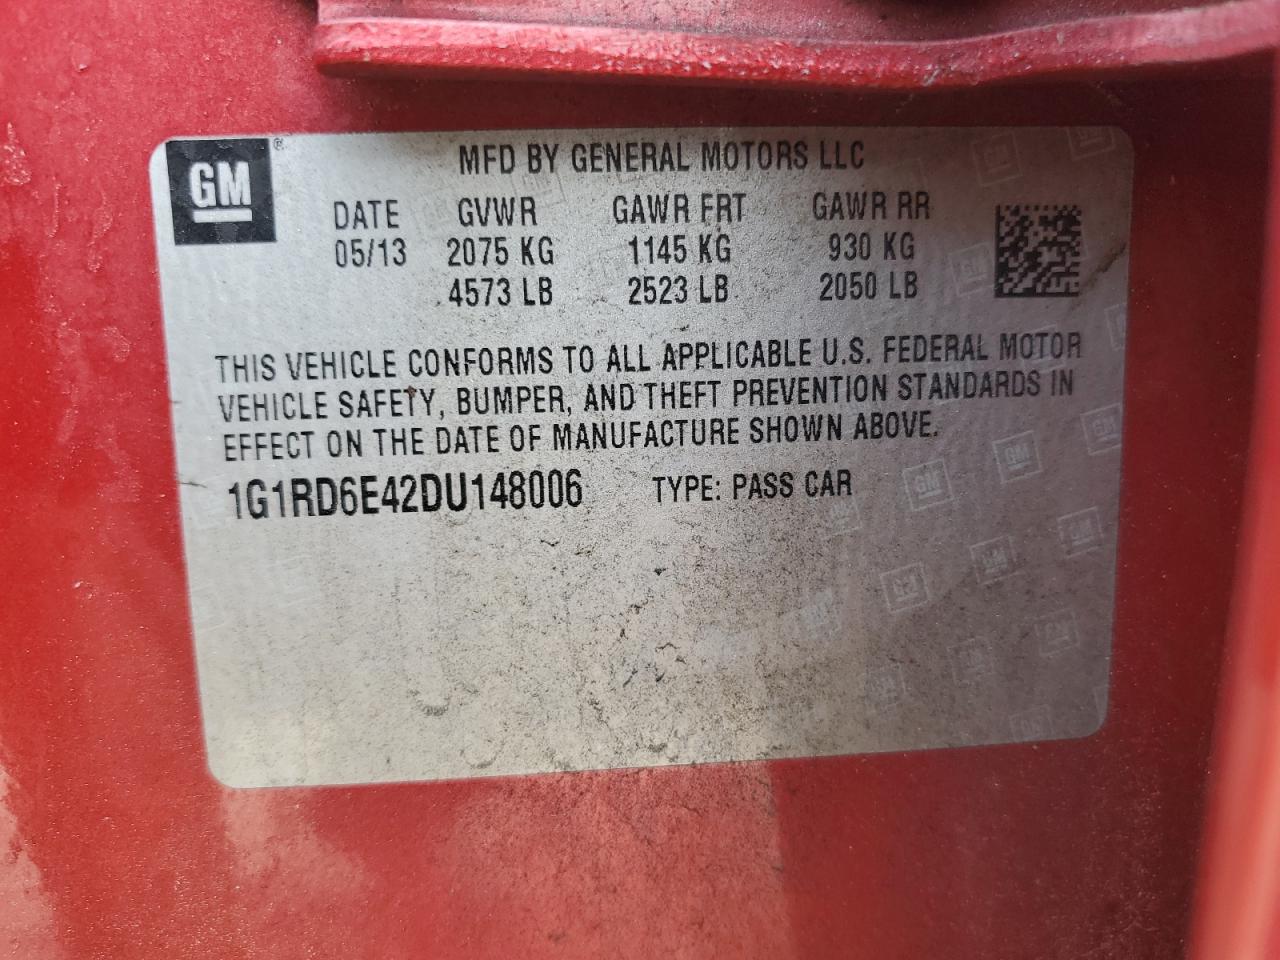 GM®
MFD BY GENERAL MOTORS LLC
DATE GVWR GAWR FRT GAWR RR
05/13 2075 KG 1145 KG 930 KG
4573 LB 2523 LB 2050 LB
THIS VEHICLE CONFORMS TO ALL APPLICABLE U.S. FEDERAL MOTOR
VEHICLE SAFETY, BUMPER, AND THEFT PREVENTION STANDARDS IN
EFFECT ON THE DATE OF MANUFACTURE SHOWN ABOVE.
1G1RD6E42DU148006 TYPE: PASS CAR